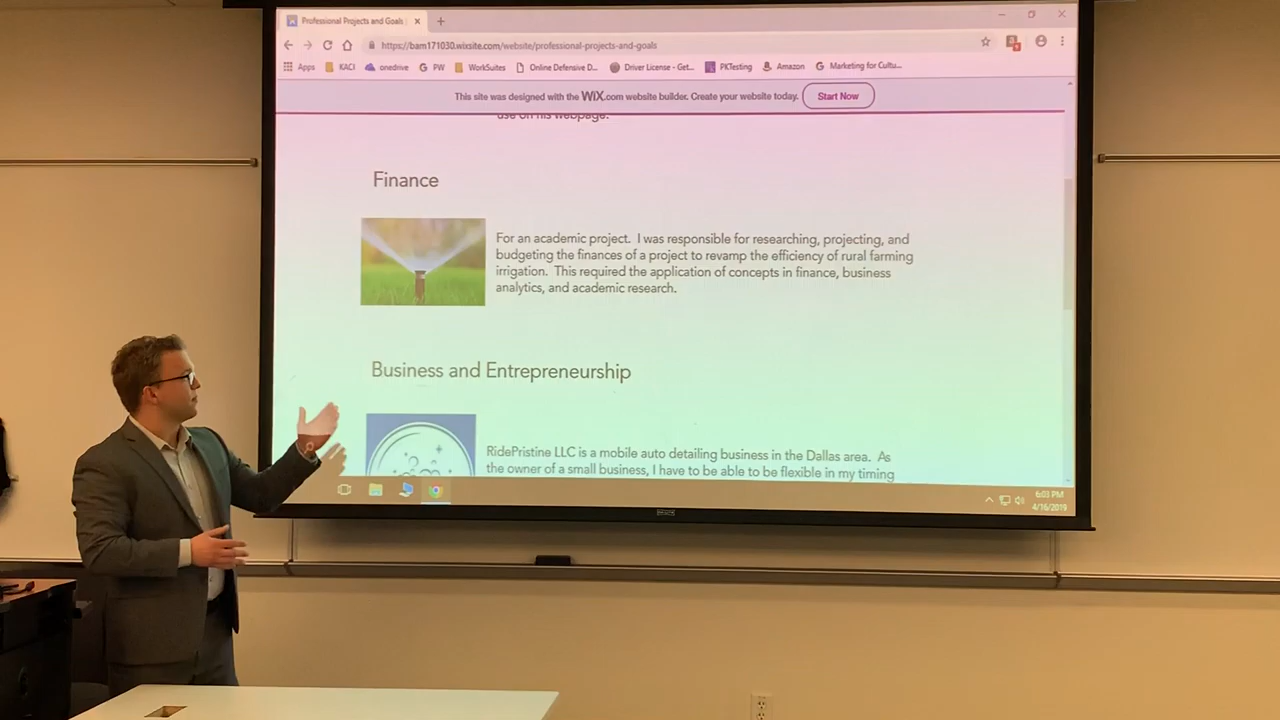 Professional Projects and Goals
https://bam171030.wixsite.com/website/professional-projects-and-goals
Apps KACI onedrive PW WorkSuites Online Defensive D... Driver License - Get... PKTesting Amazon Marketing for Cultu...
This site was designed with the WiX.com website builder. Create your website today. Start Now
use on his webpage.
Finance
For an academic project. I was responsible for researching, projecting, and
budgeting the finances of a project to revamp the efficiency of rural farming
irrigation. This required the application of concepts in finance, business
analytics, and academic research.
Business and Entrepreneurship
RidePristine LLC is a mobile auto detailing business in the Dallas area. As
the owner of a small business, I have to be able to be flexible in my timing
6:03 PM
4/16/2019